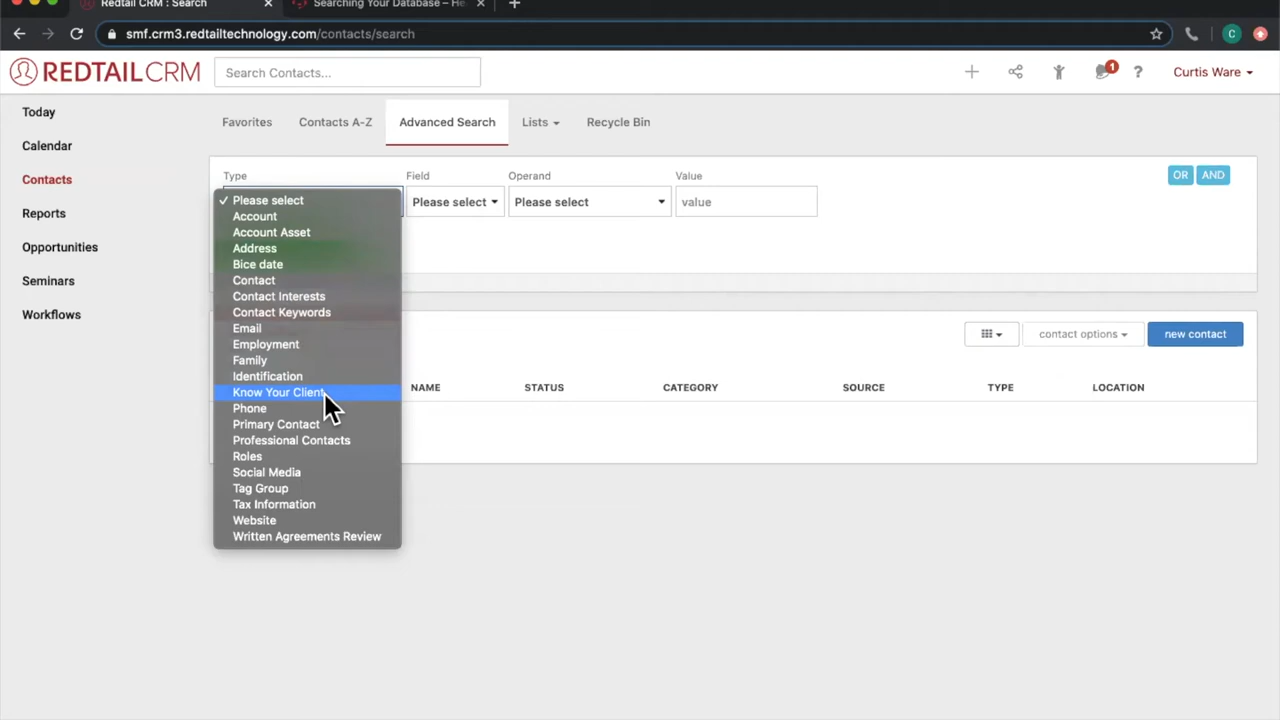 Redtail CRM : Search
Searching Your Database – He
smf.crm3.redtailtechnology.com/contacts/search
C
REDTAILCRM
Search Contacts...
1
?
Curtis Ware
Today
Calendar
Contacts
Reports
Opportunities
Seminars
Workflows
Favorites
Contacts A-Z
Advanced Search
Lists
Recycle Bin
Type
Field
Operand
Value
OR
AND
Please select
Please select
value
✓ Please select
Account
Account Asset
Address
Bice date
Contact
Contact Interests
Contact Keywords
Email
Employment
Family
Identification
Know Your Client
Phone
Primary Contact
Professional Contacts
Roles
Social Media
Tag Group
Tax Information
Website
Written Agreements Review
contact options
new contact
NAME
STATUS
CATEGORY
SOURCE
TYPE
LOCATION